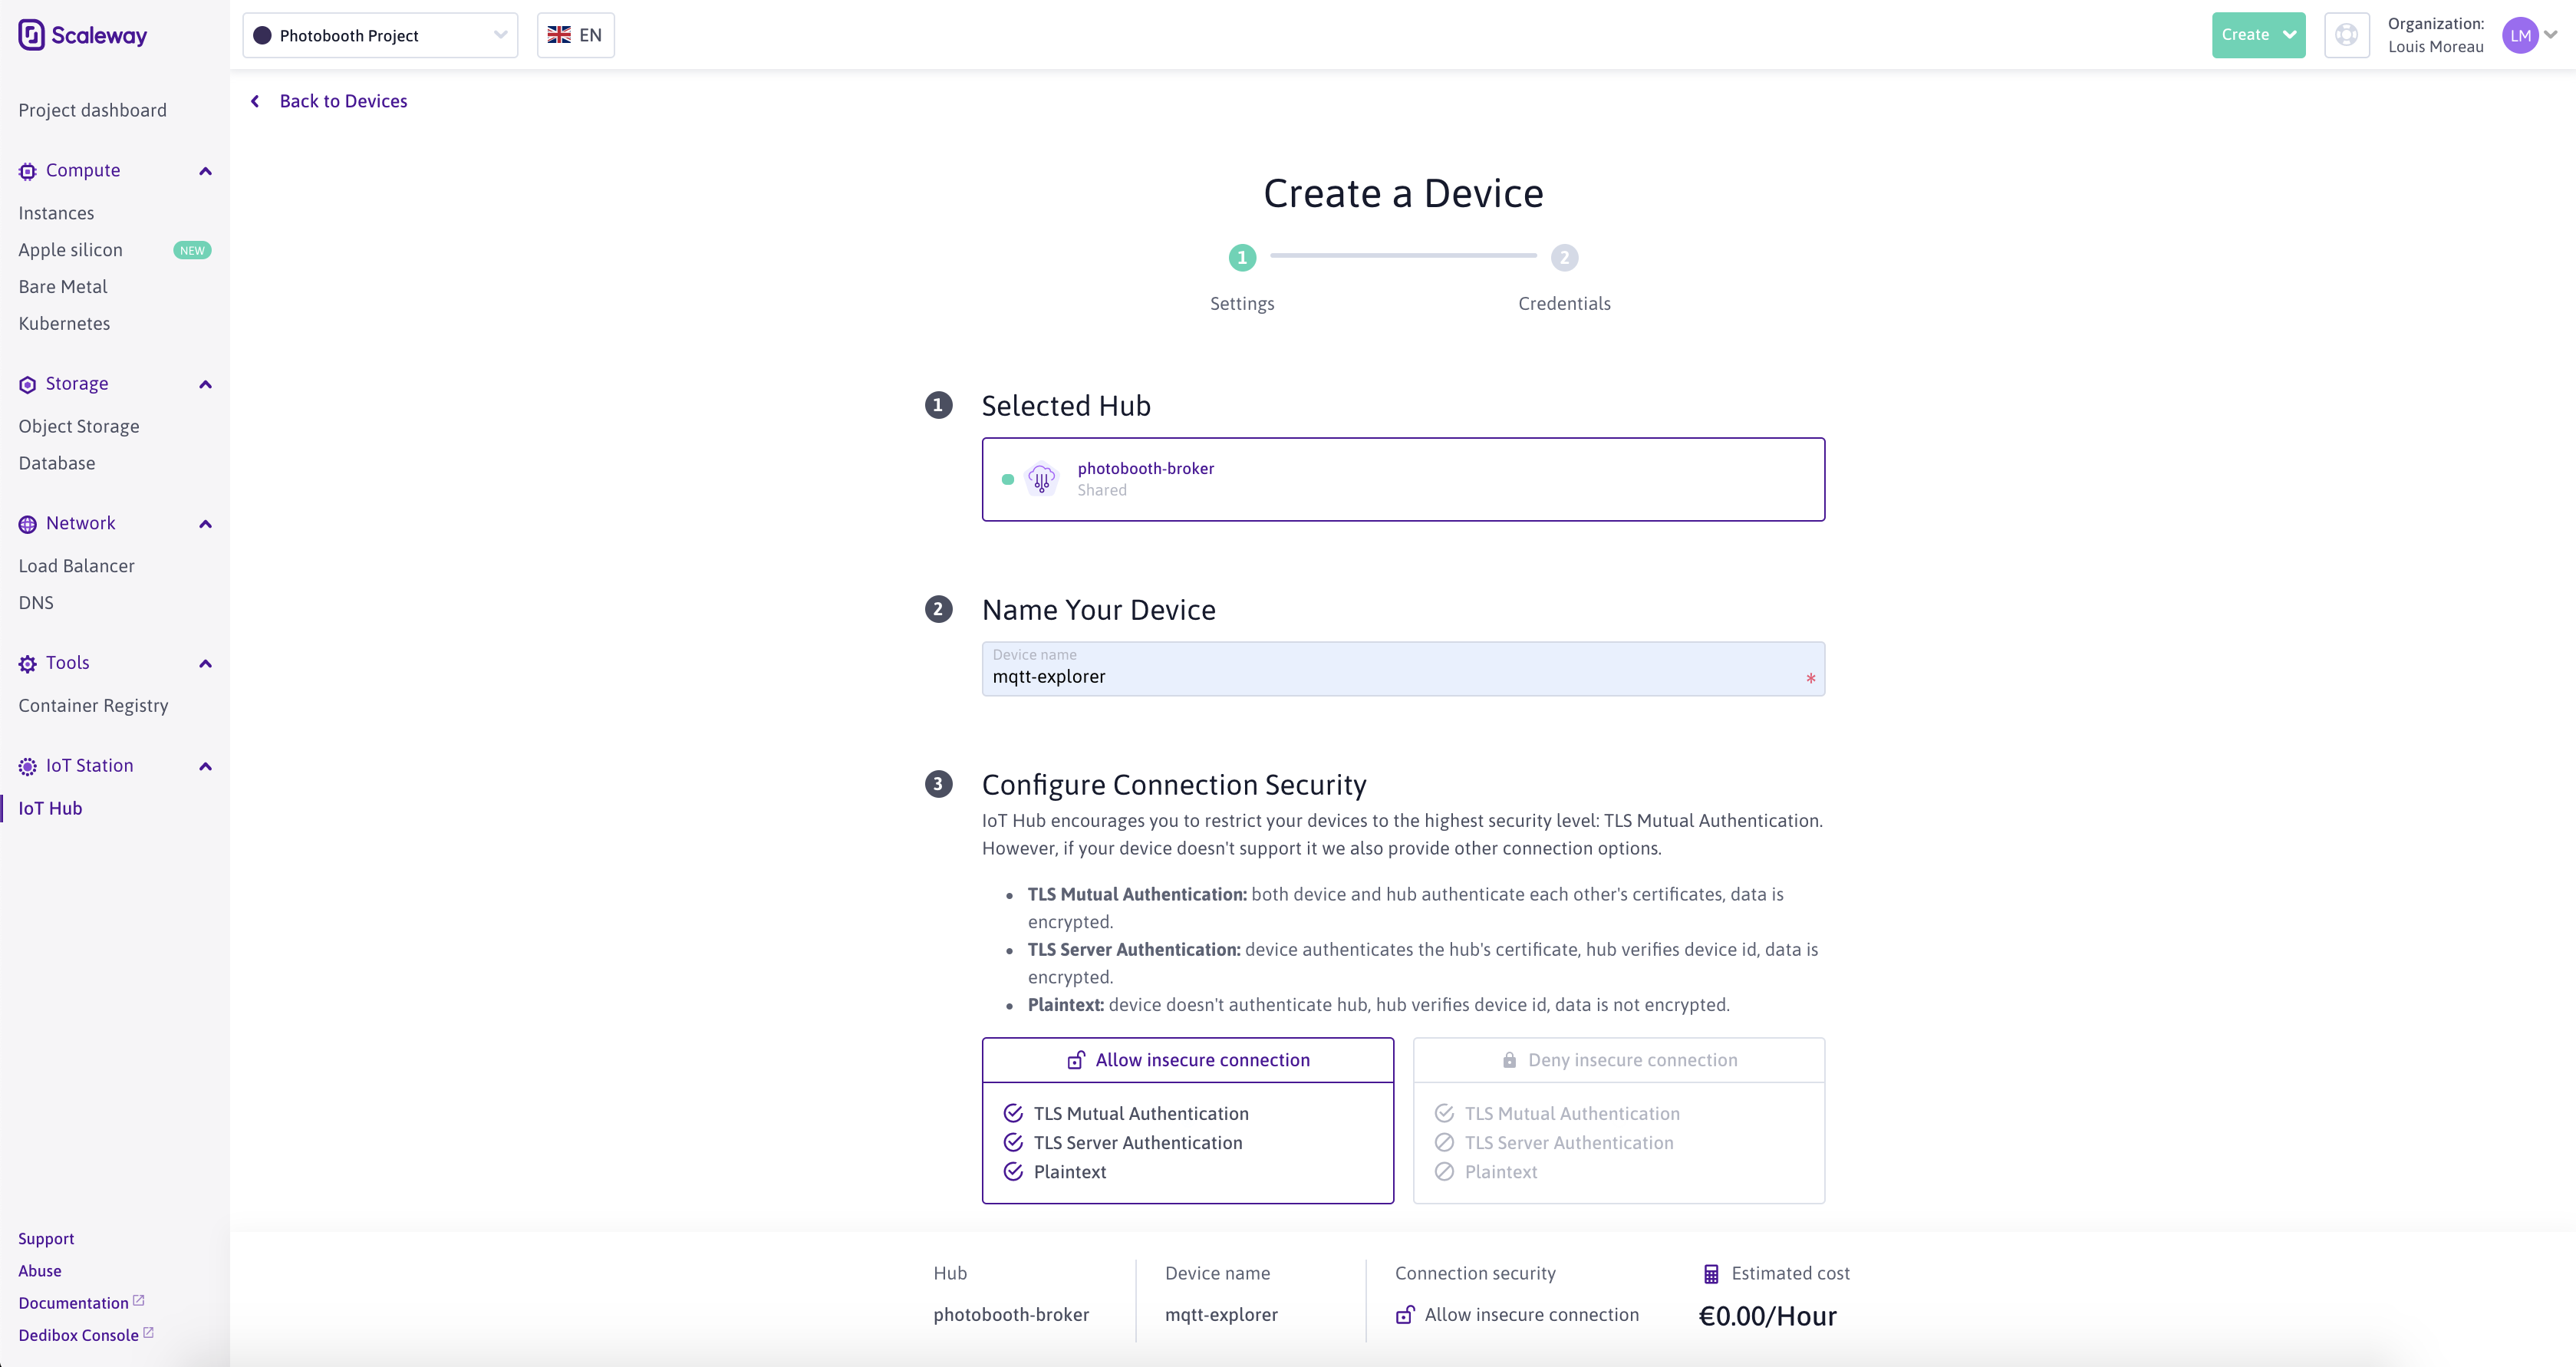 Scaleway
Photobooth Project
EN
Create
Organization:
Louis Moreau
LM
Project dashboard
Compute
Instances
Apple silicon NEW
Bare Metal
Kubernetes
Storage
Object Storage
Database
Network
Load Balancer
DNS
Tools
Container Registry
IoT Station
IoT Hub
Support
Abuse
Documentation
Dedibox Console
Back to Devices
Create a Device
1 2
Settings Credentials
1 Selected Hub
photobooth-broker
Shared
2 Name Your Device
Device name
mqtt-explorer *
3 Configure Connection Security
IoT Hub encourages you to restrict your devices to the highest security level: TLS Mutual Authentication.
However, if your device doesn't support it we also provide other connection options.
• TLS Mutual Authentication: both device and hub authenticate each other's certificates, data is
encrypted.
• TLS Server Authentication: device authenticates the hub's certificate, hub verifies device id, data is
encrypted.
• Plaintext: device doesn't authenticate hub, hub verifies device id, data is not encrypted.
Allow insecure connection
TLS Mutual Authentication
TLS Server Authentication
Plaintext
Deny insecure connection
TLS Mutual Authentication
TLS Server Authentication
Plaintext
Hub
photobooth-broker
Device name
mqtt-explorer
Connection security
Allow insecure connection
Estimated cost
€0.00/Hour